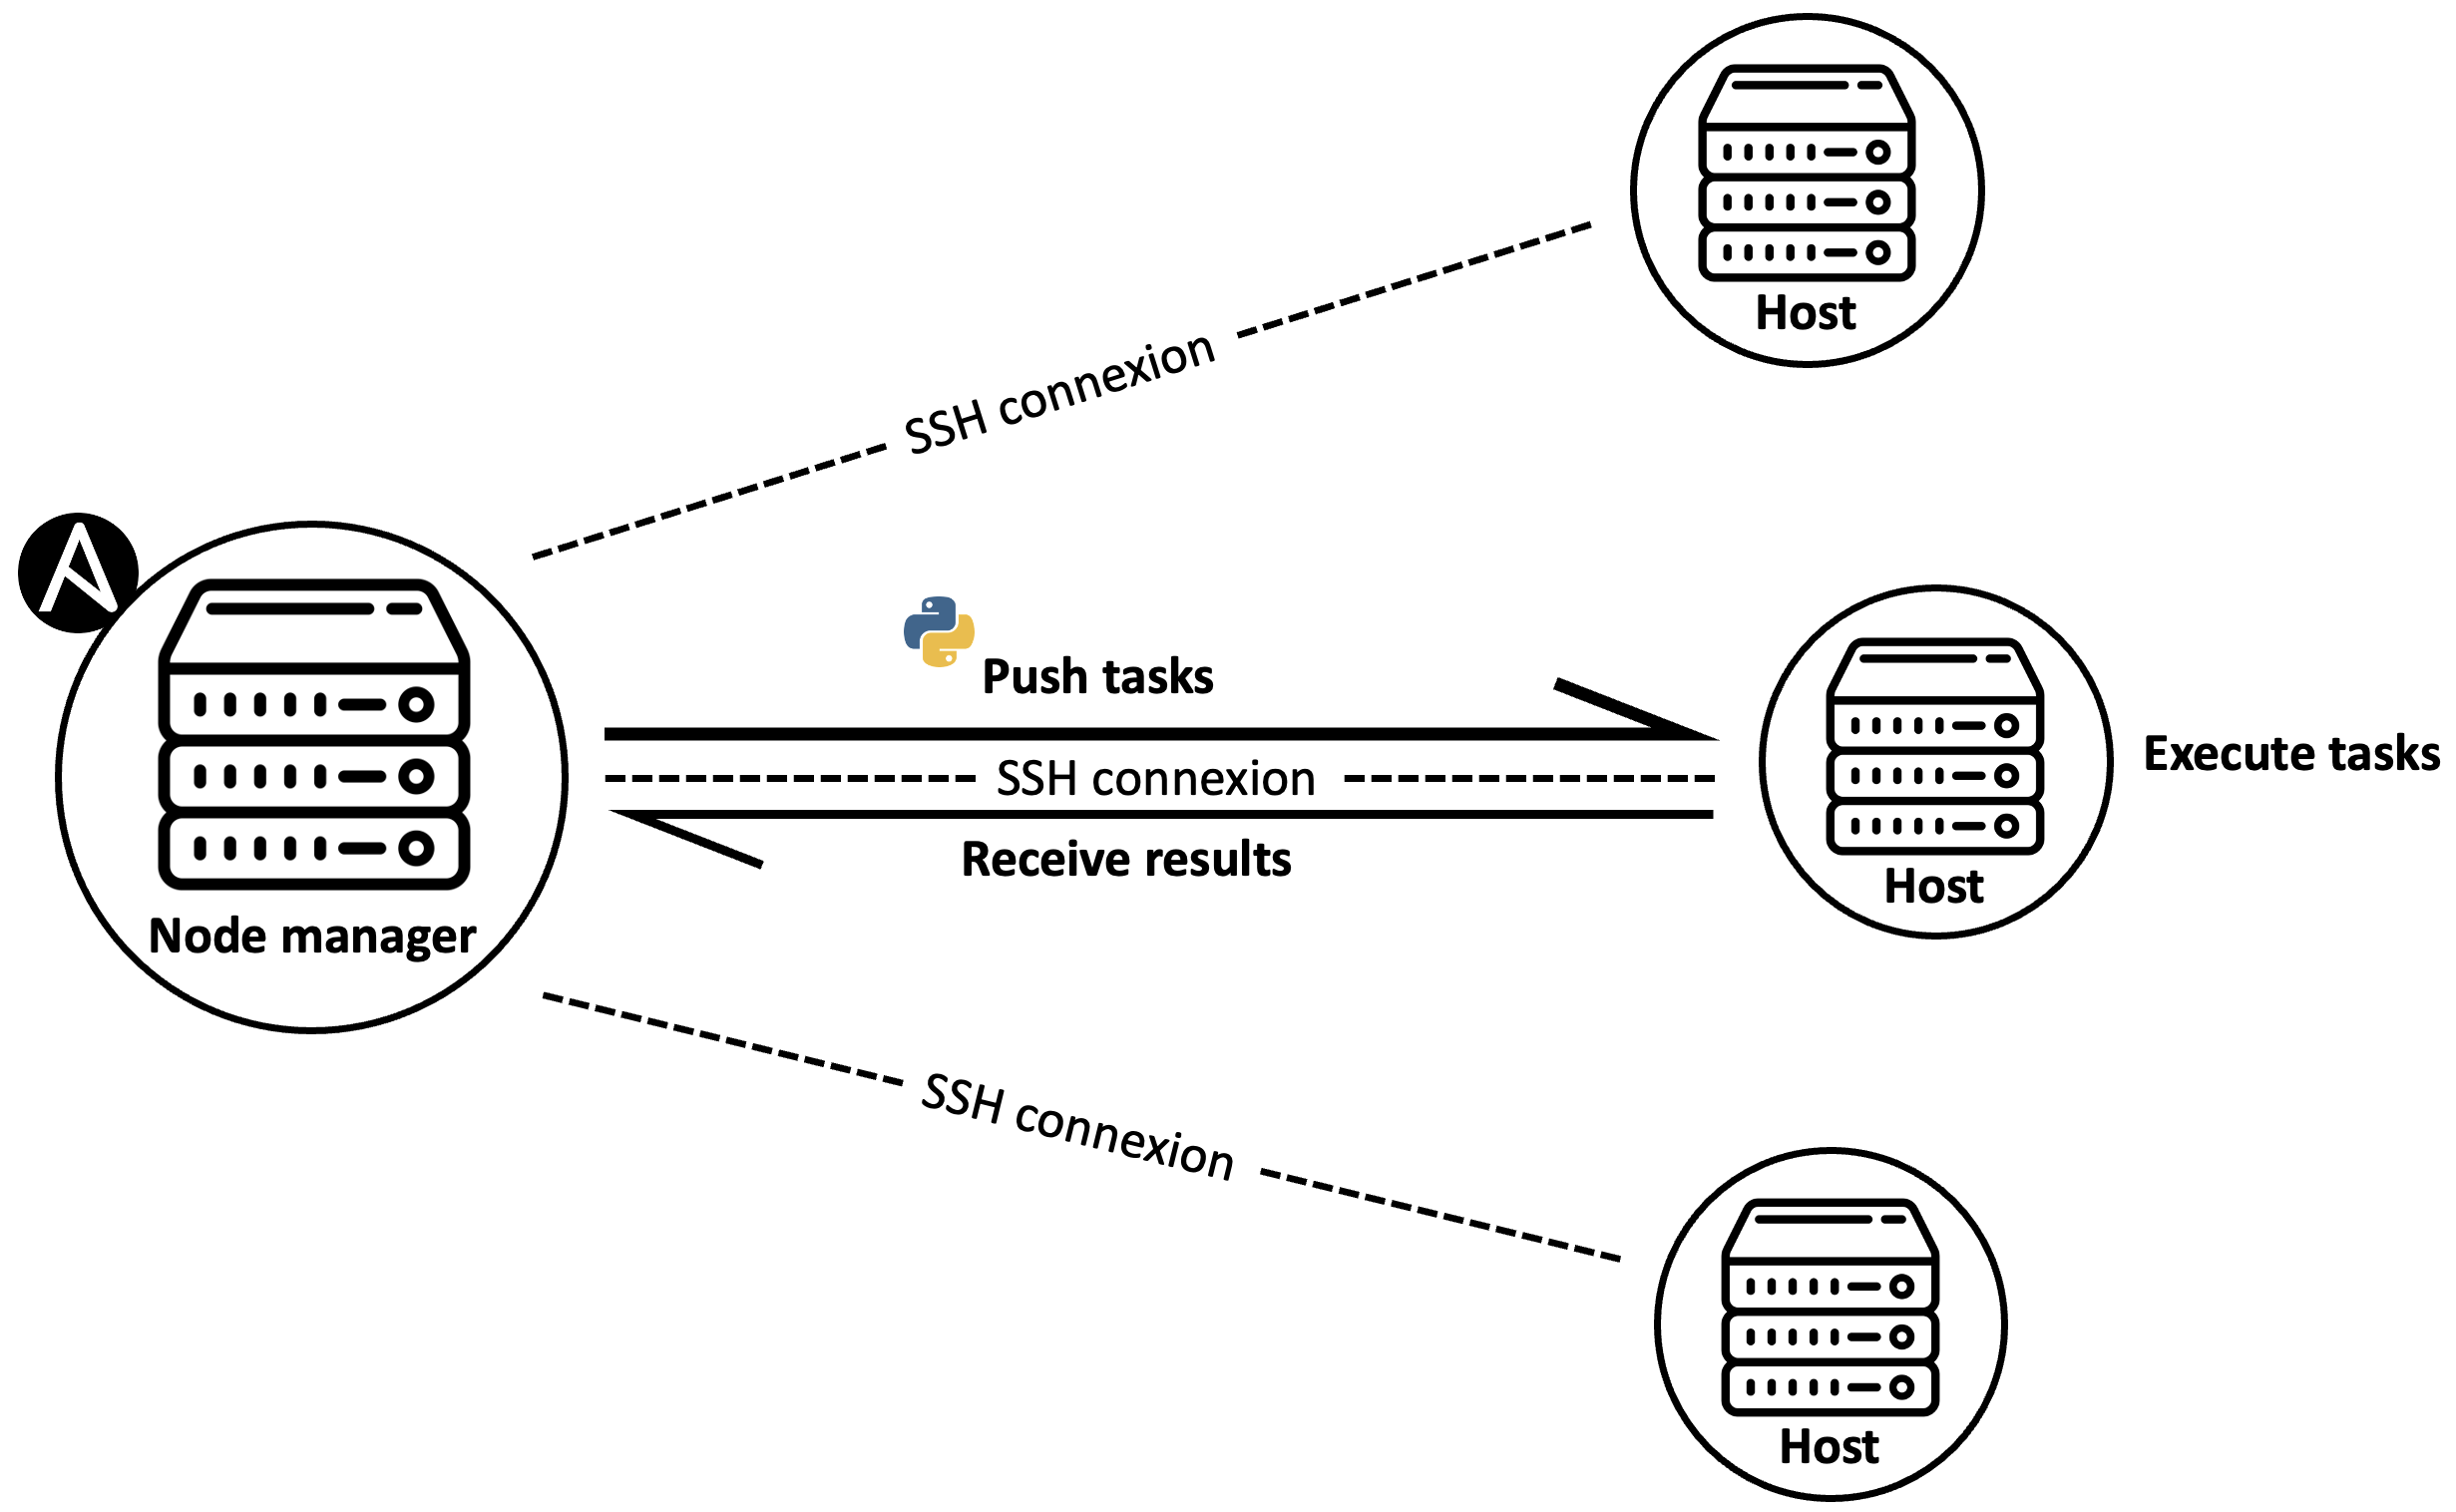 Host
SSH connexion
Push tasks
SSH connexion
Receive results
Host
Execute tasks
Node manager
SSH connexion
Host